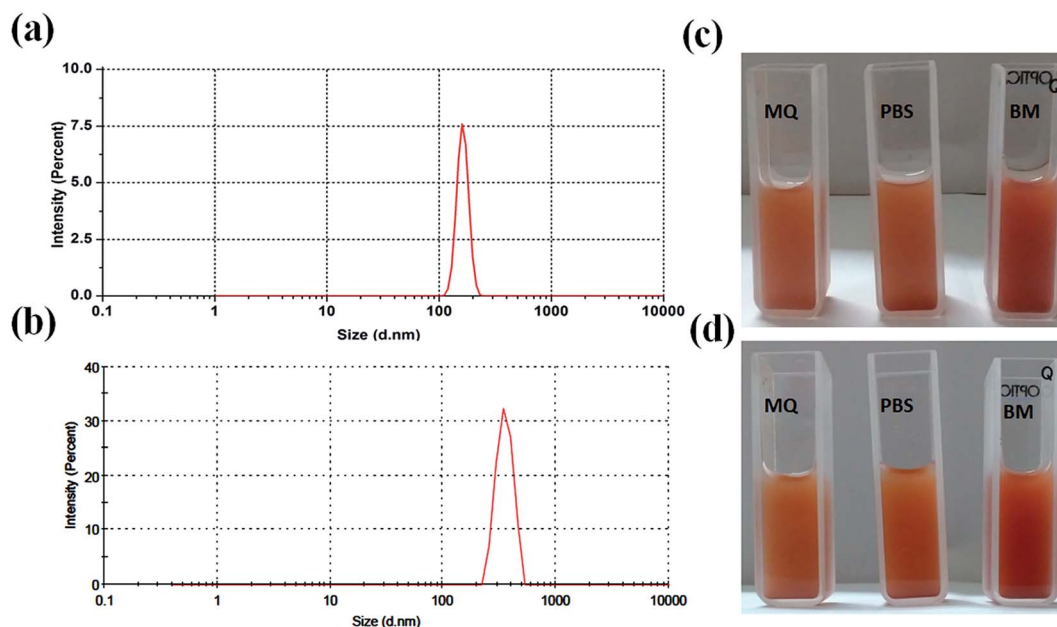 (a)
10.0
7.5
5.0
2.5
0.0
Intensity (Percent)
0.1 1 10 100 1000 10000
Size (d.nm)
(b)
40
30
20
10
0
Intensity (Percent)
0.1 1 10 100 1000 10000
Size (d.nm)
(c)
MQ PBS BM
OPTIC
Q
(d)
MQ PBS BM
Q
OPTIC